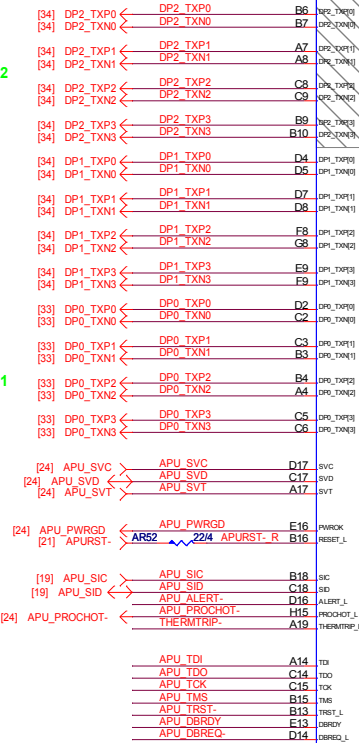 [34] DP2_TXP0 DP2_TXP0 B6 DP2_TXP[0]
[34] DP2_TXN0 DP2_TXN0 B7 DP2_TXN[0]
[34] DP2_TXP1 DP2_TXP1 A7 DP2_TXP[1]
2
[34] DP2_TXN1 DP2_TXN1 A8 DP2_TXN[1]
[34] DP2_TXP2 DP2_TXP2 C8 DP2_TXP[2]
[34] DP2_TXN2 DP2_TXN2 C9 DP2_TXN[2]
[34] DP2_TXP3 DP2_TXP3 B9 DP2_TXP[3]
[34] DP2_TXN3 DP2_TXN3 B10 DP2_TXN[3]
[34] DP1_TXP0 DP1_TXP0 D4 DP1_TXP[0]
[34] DP1_TXN0 DP1_TXN0 D5 DP1_TXN[0]
[34] DP1_TXP1 DP1_TXP1 D7 DP1_TXP[1]
[34] DP1_TXN1 DP1_TXN1 D8 DP1_TXN[1]
[34] DP1_TXP2 DP1_TXP2 F8 DP1_TXP[2]
[34] DP1_TXN2 DP1_TXN2 G8 DP1_TXN[2]
[34] DP1_TXP3 DP1_TXP3 E9 DP1_TXP[3]
[34] DP1_TXN3 DP1_TXN3 F9 DP1_TXN[3]
[33] DP0_TXP0 DP0_TXP0 D2 DP0_TXP[0]
[33] DP0_TXN0 DP0_TXN0 C2 DP0_TXN[0]
[33] DP0_TXP1 DP0_TXP1 C3 DP0_TXP[1]
[33] DP0_TXN1 DP0_TXN1 B3 DP0_TXN[1]
1
[33] DP0_TXP2 DP0_TXP2 B4 DP0_TXP[2]
[33] DP0_TXN2 DP0_TXN2 A4 DP0_TXN[2]
[33] DP0_TXP3 DP0_TXP3 C5 DP0_TXP[3]
[33] DP0_TXN3 DP0_TXN3 C6 DP0_TXN[3]
[24] APU_SVC APU_SVC D17 SVC
[24] APU_SVD APU_SVD C17 SVD
[24] APU_SVT APU_SVT A17 SVT
[24] APU_PWRGD APU_PWRGD E16 PWROK
[21] APURST- AR52 22/4 APURST-_R B16 RESET_L
[19] APU_SIC APU_SIC B18 SIC
[19] APU_SID APU_SID C18 SID
APU_ALERT- D16 ALERT_L
[24] APU_PROCHOT- APU_PROCHOT- H15 PROCHOT_L
THERMTRIP- A19 THERMTRIP_L
APU_TDI A14 TDI
APU_TDO C14 TDO
APU_TCK C15 TCK
APU_TMS B15 TMS
APU_TRST- B13 TRST_L
APU_DBRDY E13 DBRDY
APU_DBREQ- D14 DBREQ_L